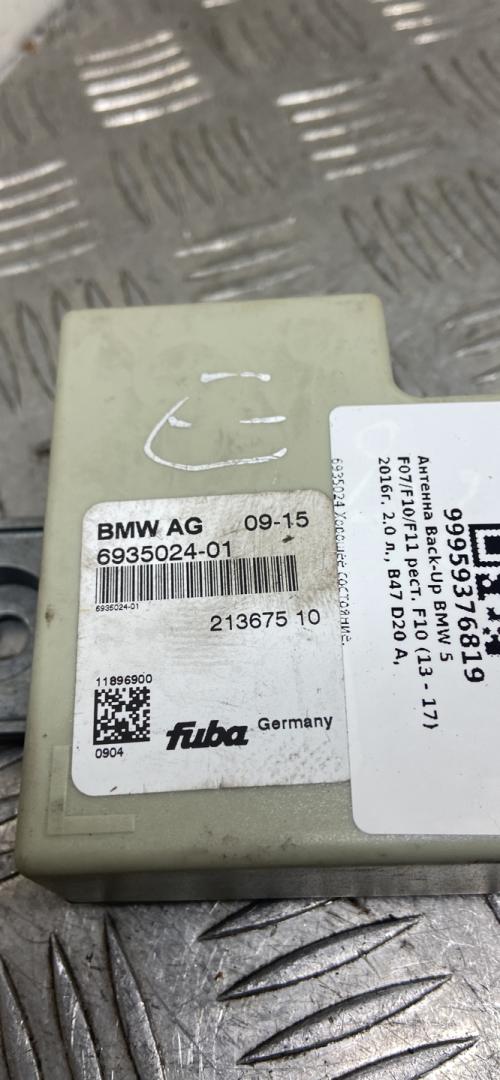 BMW AG 09-15
6935024-01
6935024-01
213675 10
11896900
0904
fuba Germany
99959376819
Антенна Back-Up BMW 5
F07/F10/F11 рест. F10 (13 - 17)
2016г, 2.0 л., B47 D20 A,
6935024 Хорошее состояние.